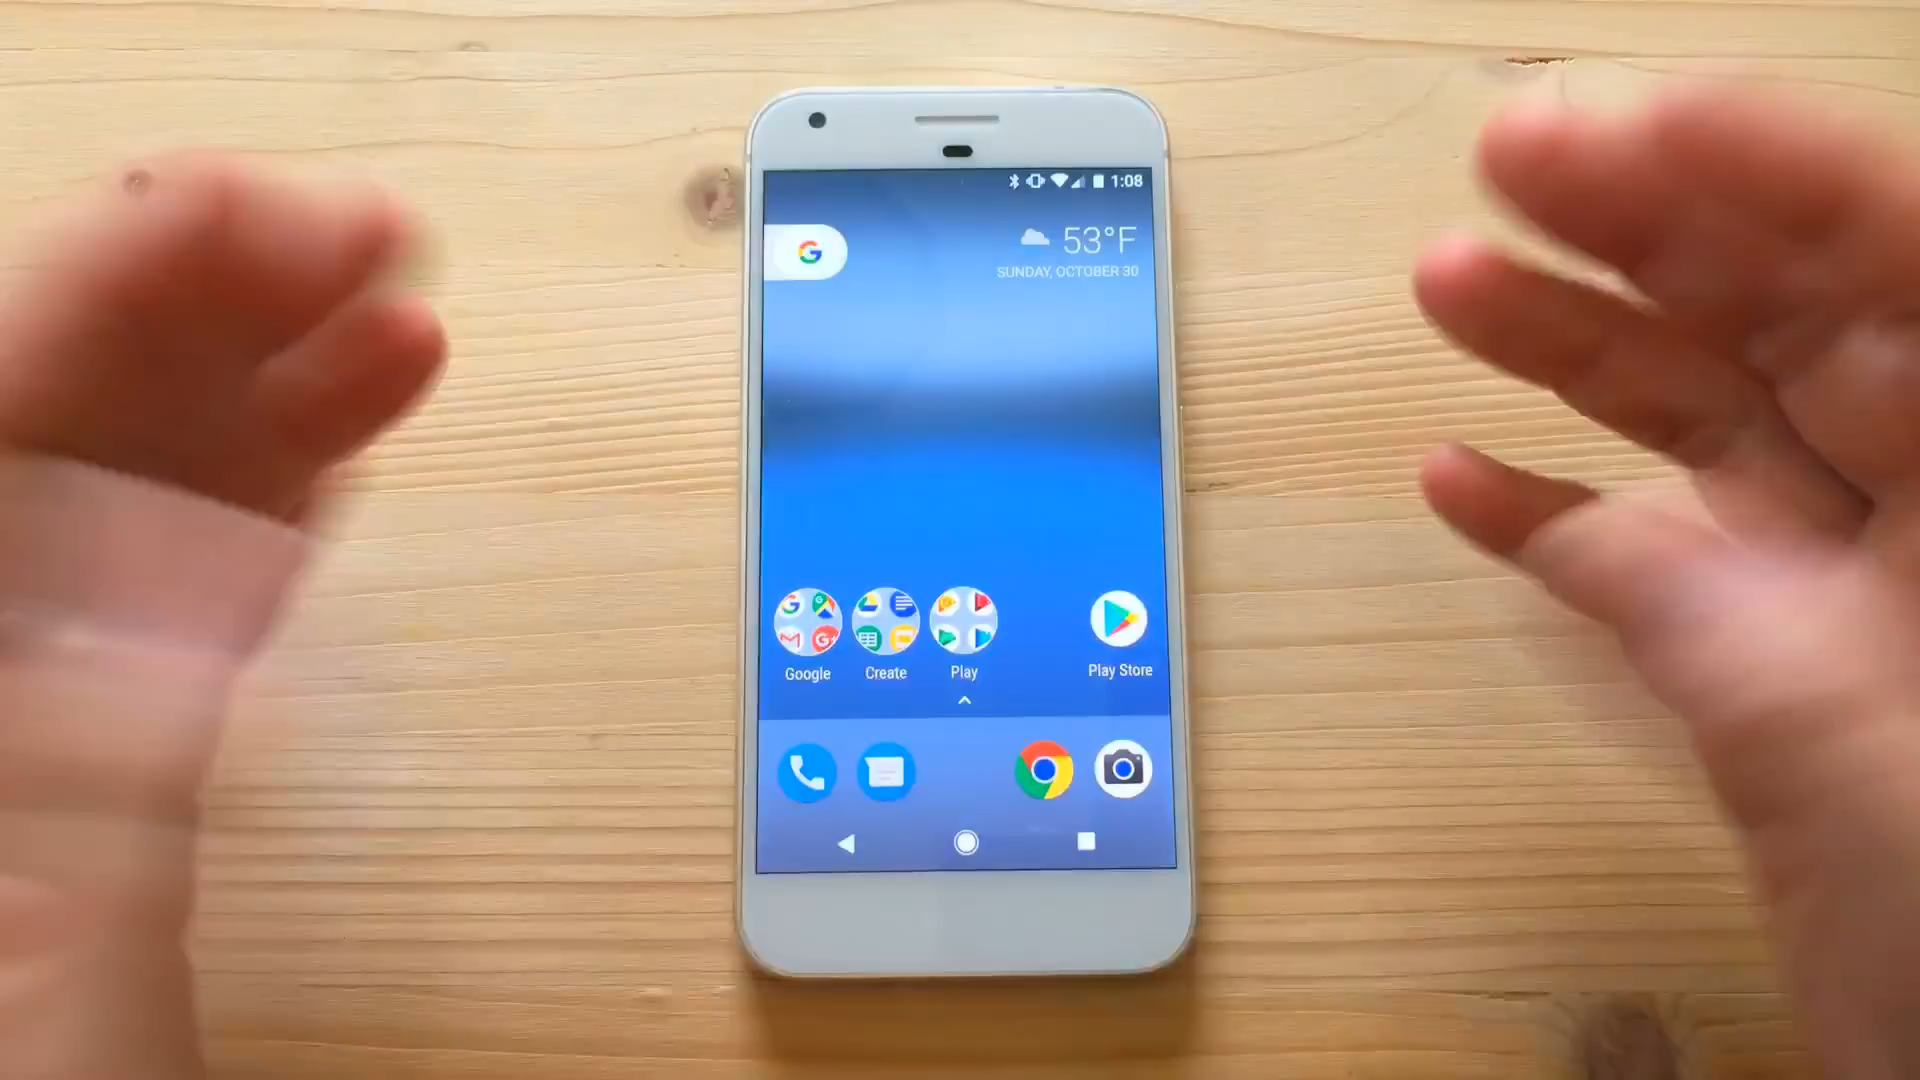 1:08
G
53°F
SUNDAY, OCTOBER 30
Google
Create
Play
Play Store